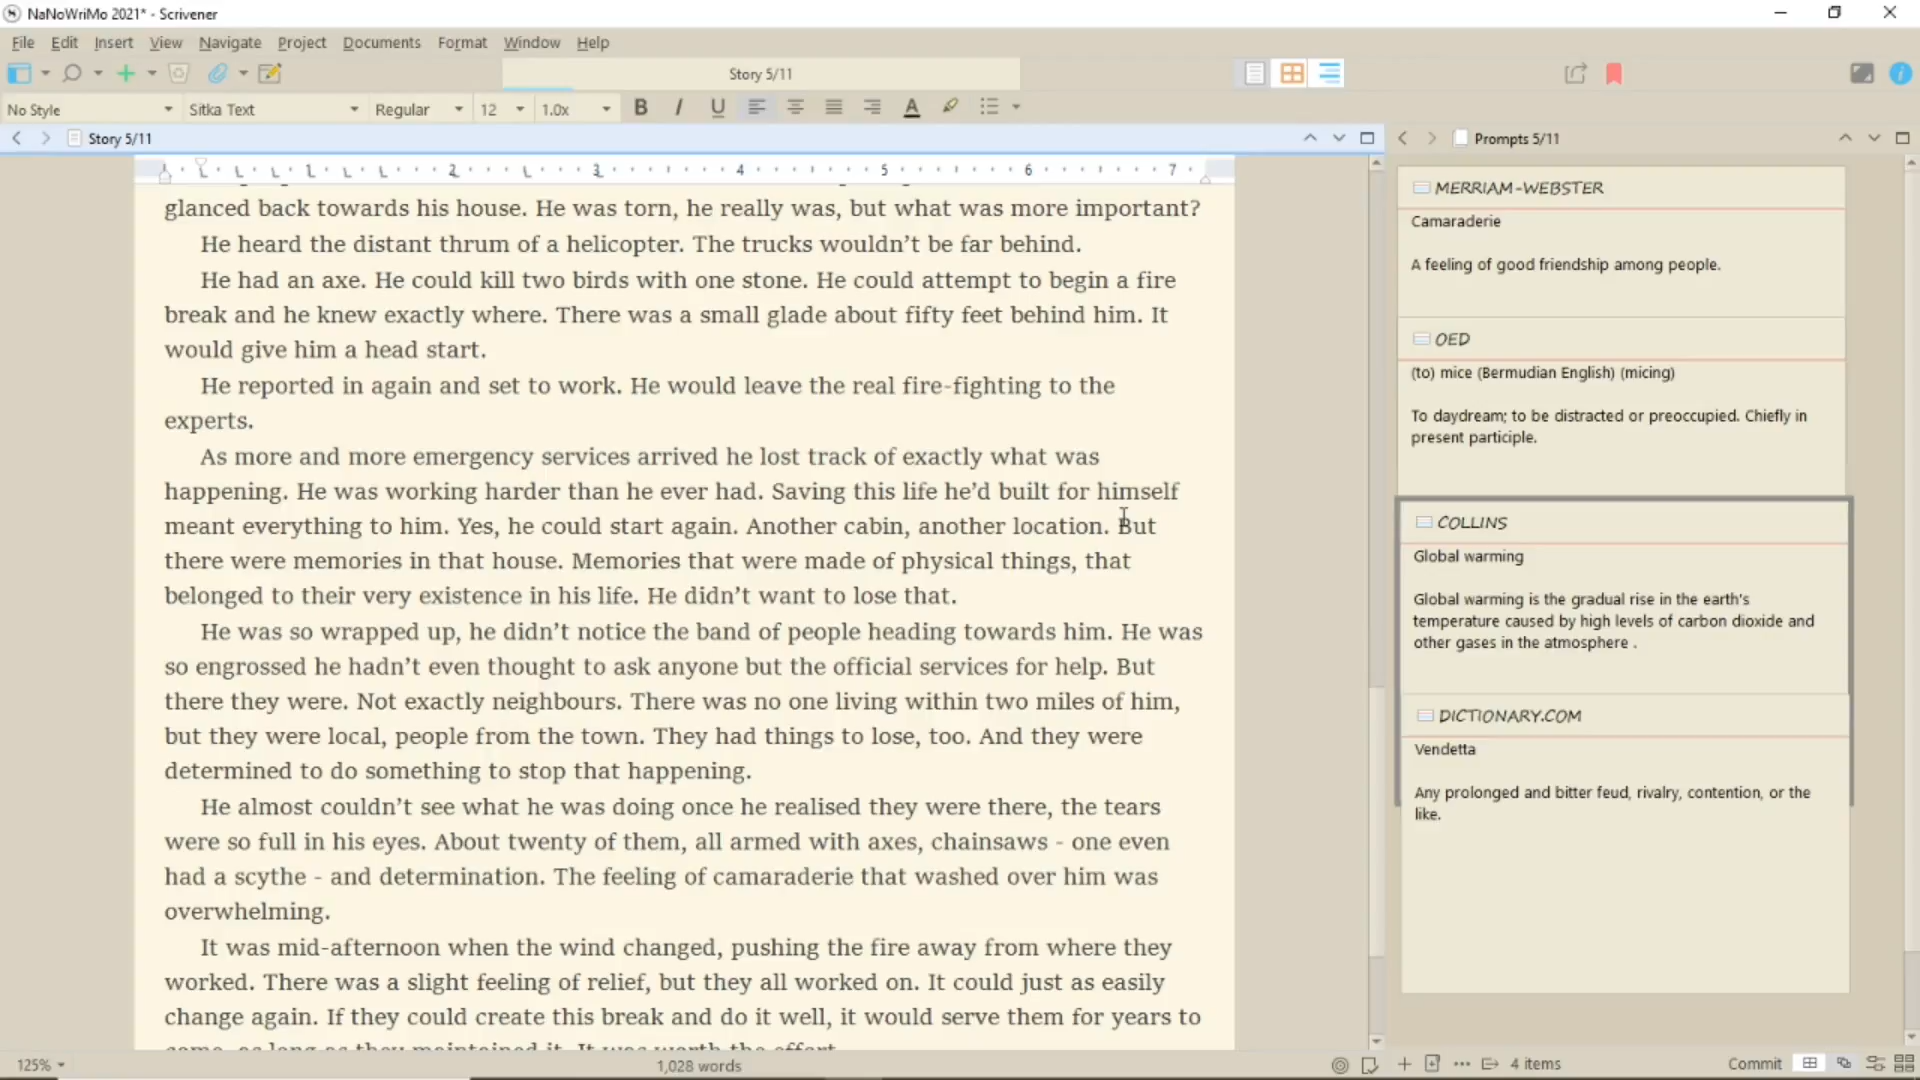 NaNoWriMo 2021* - Scrivener
File Edit Insert View Navigate Project Documents Format Window Help
Story 5/11
No Style Sitka Text Regular 12 1.0x B I U A
Story 5/11
Prompts 5/11
1 2 3 4 5 6 7
glanced back towards his house. He was torn, he really was, but what was more important?
He heard the distant thrum of a helicopter. The trucks wouldn’t be far behind.
He had an axe. He could kill two birds with one stone. He could attempt to begin a fire
break and he knew exactly where. There was a small glade about fifty feet behind him. It
would give him a head start.
He reported in again and set to work. He would leave the real fire-fighting to the
experts.
As more and more emergency services arrived he lost track of exactly what was
happening. He was working harder than he ever had. Saving this life he’d built for himself
meant everything to him. Yes, he could start again. Another cabin, another location. But
there were memories in that house. Memories that were made of physical things, that
belonged to their very existence in his life. He didn’t want to lose that.
He was so wrapped up, he didn’t notice the band of people heading towards him. He was
so engrossed he hadn’t even thought to ask anyone but the official services for help. But
there they were. Not exactly neighbours. There was no one living within two miles of him,
but they were local, people from the town. They had things to lose, too. And they were
determined to do something to stop that happening.
He almost couldn’t see what he was doing once he realised they were there, the tears
were so full in his eyes. About twenty of them, all armed with axes, chainsaws - one even
had a scythe - and determination. The feeling of camaraderie that washed over him was
overwhelming.
It was mid-afternoon when the wind changed, pushing the fire away from where they
worked. There was a slight feeling of relief, but they all worked on. It could just as easily
change again. If they could create this break and do it well, it would serve them for years to
come, as long as they maintained it. It was worth the effort.
MERRIAM-WEBSTER
Camaraderie
A feeling of good friendship among people.
OED
(to) mice (Bermudian English) (micing)
To daydream; to be distracted or preoccupied. Chiefly in
present participle.
COLLINS
Global warming
Global warming is the gradual rise in the earth's
temperature caused by high levels of carbon dioxide and
other gases in the atmosphere .
DICTIONARY.COM
Vendetta
Any prolonged and bitter feud, rivalry, contention, or the
like.
125%
1,028 words
4 items
Commit